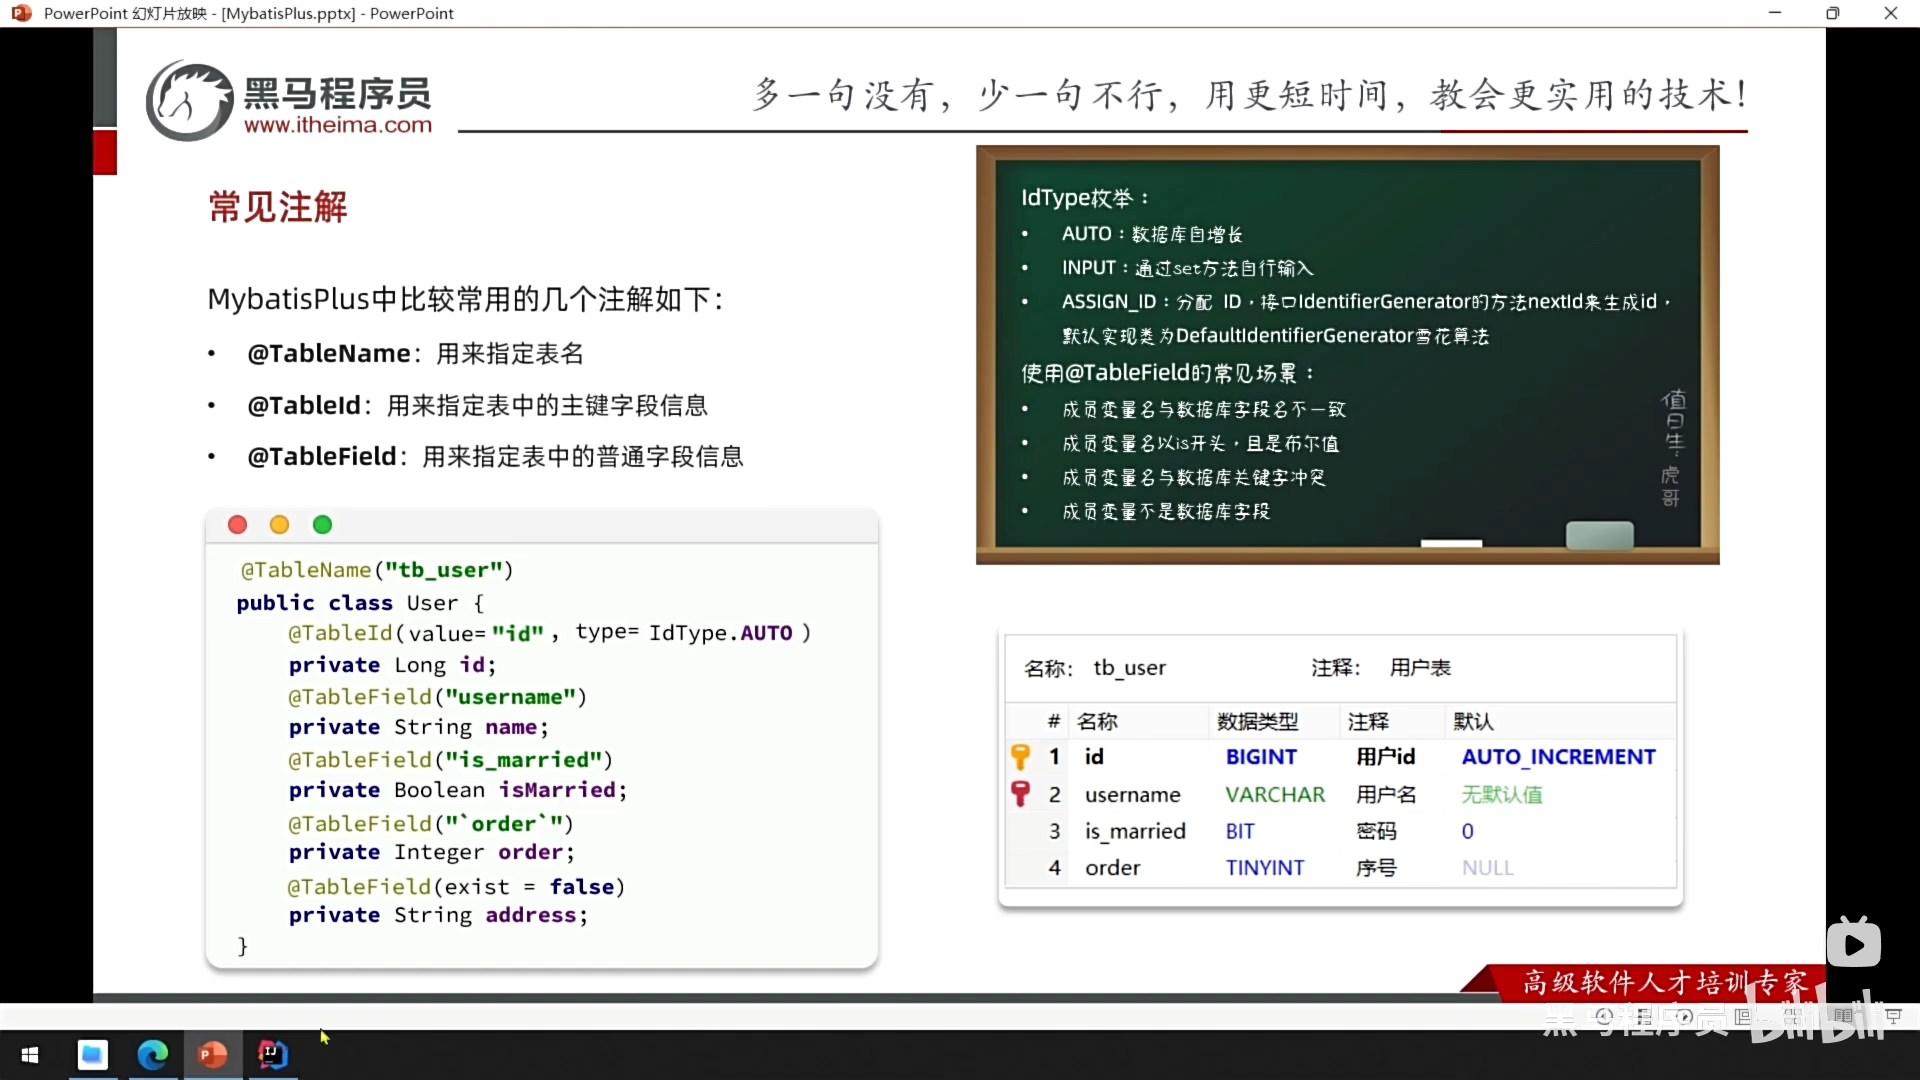 PowerPoint 幻灯片放映 - [MybatisPlus.pptx] - PowerPoint
黑马程序员
www.itheima.com
多一句没有，少一句不行，用更短时间，教会更实用的技术！
常见注解
MybatisPlus中比较常用的几个注解如下：
• @TableName：用来指定表名
• @TableId：用来指定表中的主键字段信息
• @TableField：用来指定表中的普通字段信息
@TableName("tb_user")
public class User {
@TableId(value="id", type=IdType.AUTO)
private Long id;
@TableField("username")
private String name;
@TableField("is_married")
private Boolean isMarried;
@TableField("`order`")
private Integer order;
@TableField(exist = false)
private String address;
}
IdType枚举：
• AUTO：数据库自增长
• INPUT：通过set方法自行输入
• ASSIGN_ID：分配 ID，接口IdentifierGenerator的方法nextId来生成id，
默认实现类为DefaultIdentifierGenerator雪花算法
使用@TableField的常见场景：
• 成员变量名与数据库字段名不一致
• 成员变量名以is开头，且是布尔值
• 成员变量名与数据库关键字冲突
• 成员变量不是数据库字段
值日生：虎哥
名称： tb_user 注释： 用户表
# 名称 数据类型 注释 默认
1 id BIGINT 用户id AUTO_INCREMENT
2 username VARCHAR 用户名 无默认值
3 is_married BIT 密码 0
4 order TINYINT 序号 NULL
高级软件人才培训专家
黑马程序员 bilibili